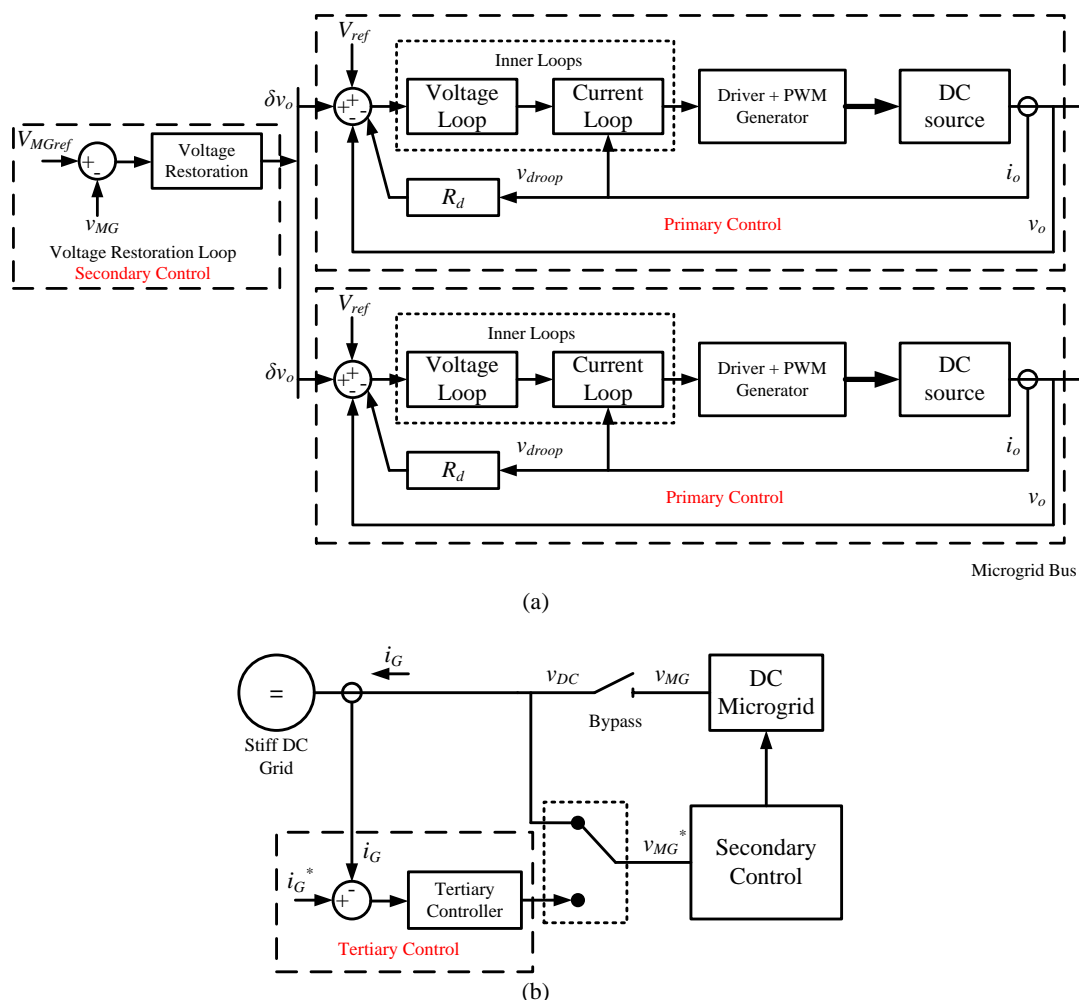 V_ref
Inner Loops
δv_o
+
+
-
-
Voltage
Loop
Current
Loop
Driver + PWM
Generator
DC
source
V_MGref
+
-
Voltage
Restoration
v_MG
Voltage Restoration Loop
Secondary Control
v_droop
R_d
i_o
Primary Control
v_o
V_ref
Inner Loops
δv_o
+
+
-
-
Voltage
Loop
Current
Loop
Driver + PWM
Generator
DC
source
v_droop
R_d
i_o
Primary Control
v_o
Microgrid Bus
(a)
i_G
=
Stiff DC
Grid
v_DC
v_MG
Bypass
DC
Microgrid
i_G
i_G*
+
-
Tertiary
Controller
Tertiary Control
v_MG*
Secondary
Control
(b)